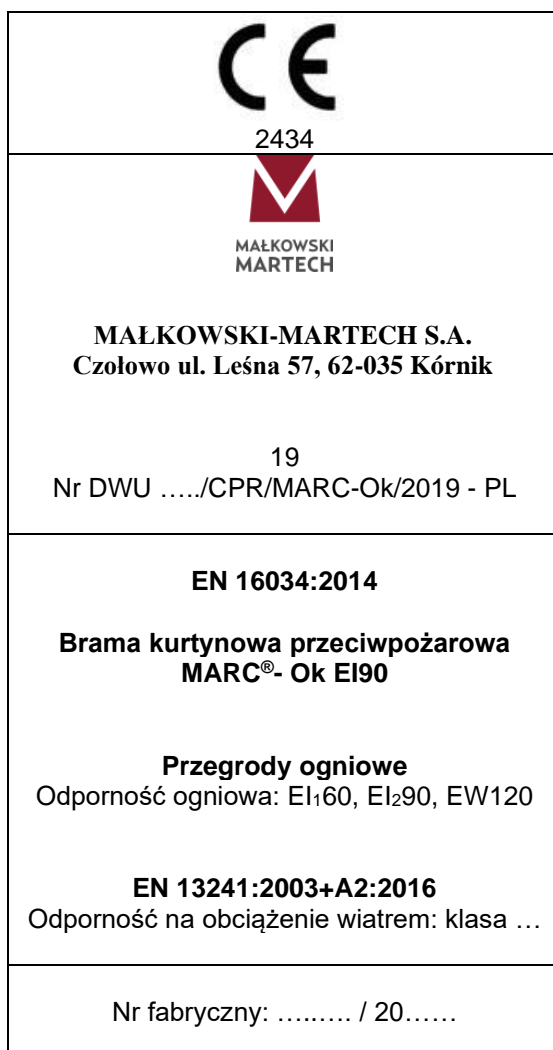 CE
2434
MAŁKOWSKI
MARTECH
MAŁKOWSKI-MARTECH S.A.
Czołowo ul. Leśna 57, 62-035 Kórnik
19
Nr DWU …../CPR/MARC-Ok/2019 - PL
EN 16034:2014
Brama kurtynowa przeciwpożarowa
MARC®- Ok EI90
Przegrody ogniowe
Odporność ogniowa: EI₁60, EI₂90, EW120
EN 13241:2003+A2:2016
Odporność na obciążenie wiatrem: klasa …
Nr fabryczny: …..…. / 20……